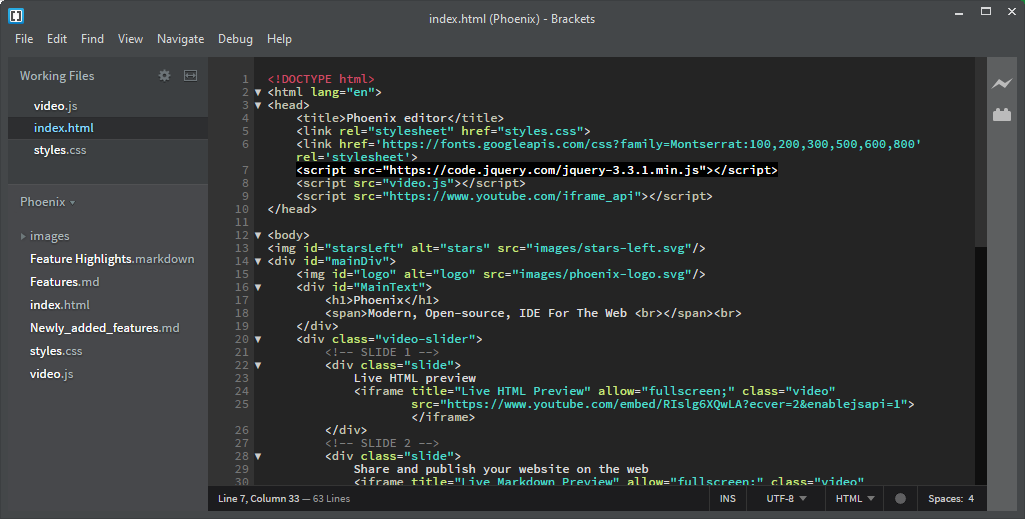 index.html (Phoenix) - Brackets
File Edit Find View Navigate Debug Help
Working Files
video.js
index.html
styles.css
Phoenix
images
Feature Highlights.markdown
Features.md
index.html
Newly_added_features.md
styles.css
video.js
1 <!DOCTYPE html>
2 <html lang="en">
3 <head>
4 <title>Phoenix editor</title>
5 <link rel="stylesheet" href="styles.css">
6 <link href='https://fonts.googleapis.com/css?family=Montserrat:100,200,300,500,600,800'
rel='stylesheet'>
7 <script src="https://code.jquery.com/jquery-3.3.1.min.js"></script>
8 <script src="video.js"></script>
9 <script src="https://www.youtube.com/iframe_api"></script>
10 </head>
11
12 <body>
13 <img id="starsLeft" alt="stars" src="images/stars-left.svg"/>
14 <div id="mainDiv">
15 <img id="logo" alt="logo" src="images/phoenix-logo.svg"/>
16 <div id="MainText">
17 <h1>Phoenix</h1>
18 <span>Modern, Open-source, IDE For The Web <br></span><br>
19 </div>
20 <div class="video-slider">
21 <!-- SLIDE 1 -->
22 <div class="slide">
23 Live HTML preview
24 <iframe title="Live HTML Preview" allow="fullscreen;" class="video"
25 src="https://www.youtube.com/embed/RIslg6XQwLA?ecver=2&enablejsapi=1">
</iframe>
26 </div>
27 <!-- SLIDE 2 -->
28 <div class="slide">
29 Share and publish your website on the web
30 <iframe title="Live Markdown Preview" allow="fullscreen;" class="video"
Line 7, Column 33 — 63 Lines
INS UTF-8 HTML Spaces: 4